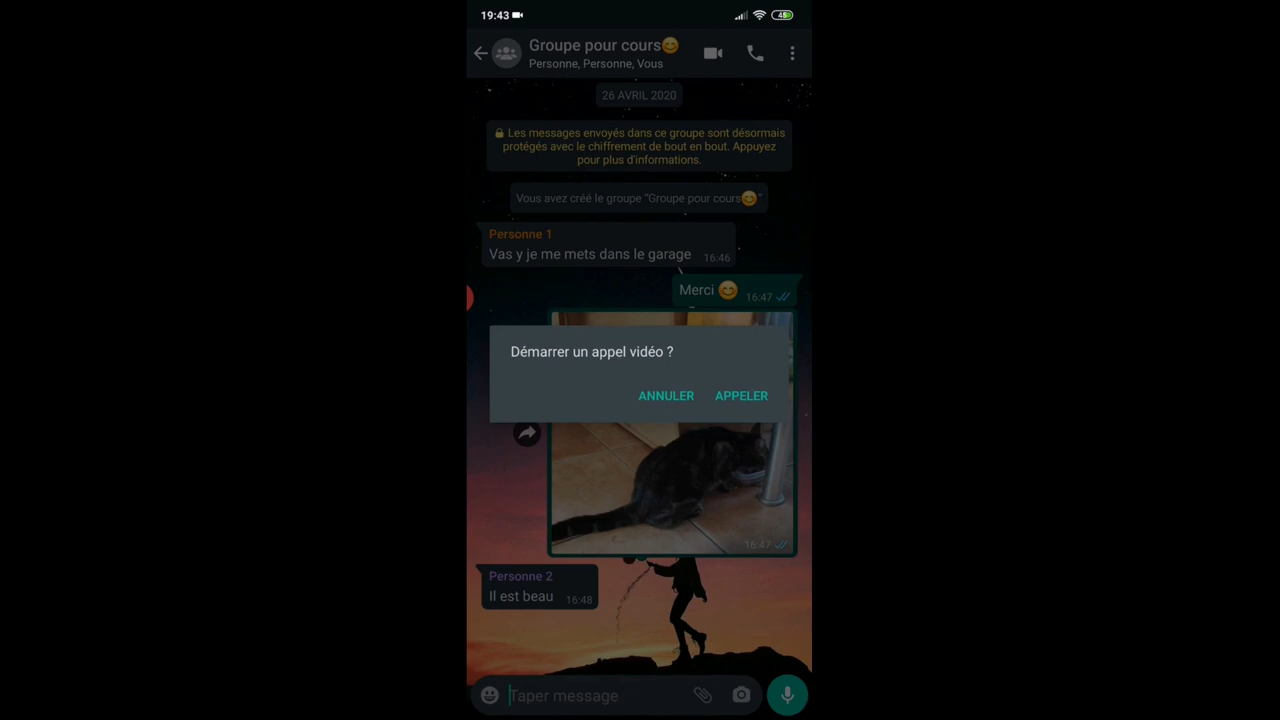 19:43
45
Groupe pour cours😊
Personne, Personne, Vous
26 AVRIL 2020
Les messages envoyés dans ce groupe sont désormais
protégés avec le chiffrement de bout en bout. Appuyez
pour plus d'informations.
Vous avez créé le groupe "Groupe pour cours😊"
Personne 1
Vas y je me mets dans le garage 16:46
Merci 😊 16:47
Démarrer un appel vidéo ?
ANNULER APPELER
16:47
Personne 2
Il est beau 16:48
Taper message